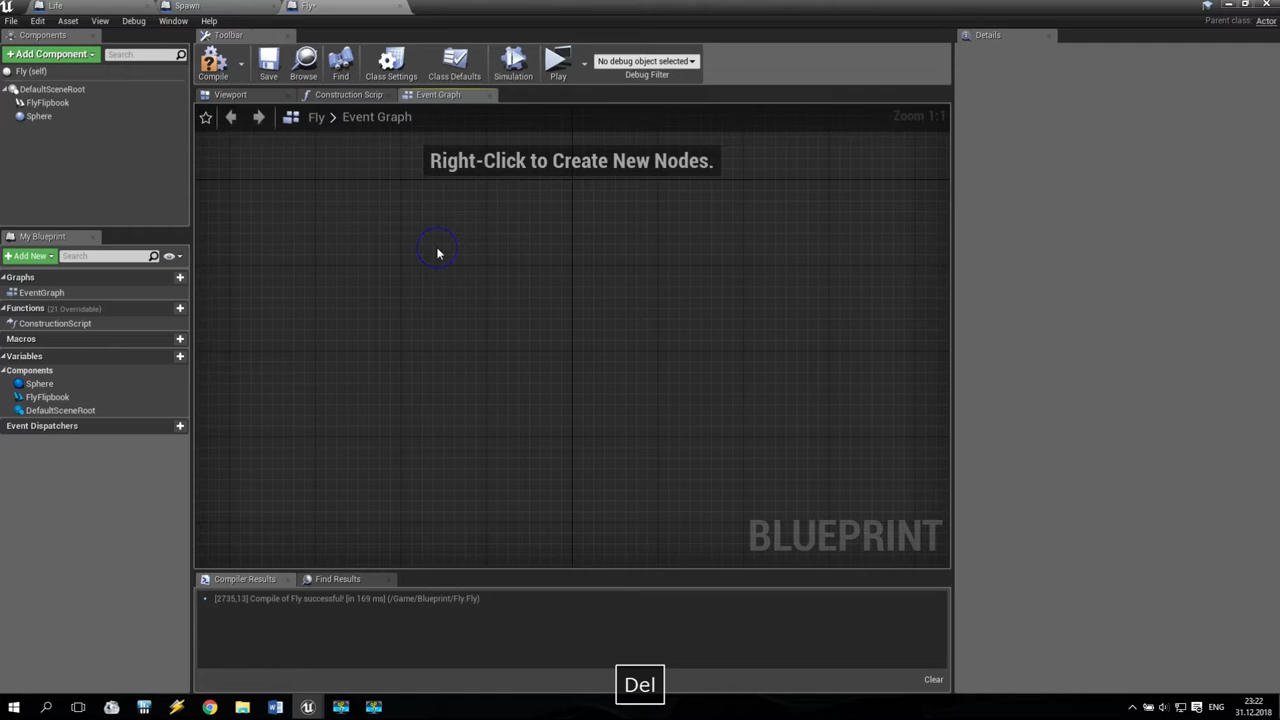 Life
Spawn
Fly*
File Edit Asset View Debug Window Help
Parent class: Actor
Components
Toolbar
Details
Add Component
Search
Fly (self)
DefaultSceneRoot
FlyFlipbook
Sphere
Compile
Save
Browse
Find
Class Settings
Class Defaults
Simulation
Play
No debug object selected
Debug Filter
Viewport
Construction Scrip
Event Graph
Fly > Event Graph
Zoom 1:1
Right-Click to Create New Nodes.
My Blueprint
Add New
Search
Graphs
EventGraph
Functions (21 Overridable)
ConstructionScript
Macros
Variables
Components
Sphere
FlyFlipbook
DefaultSceneRoot
Event Dispatchers
BLUEPRINT
Compiler Results
Find Results
[2735,13] Compile of Fly successful! [in 169 ms] (/Game/Blueprint/Fly.Fly)
Clear
Del
ENG
23:22
31.12.2018